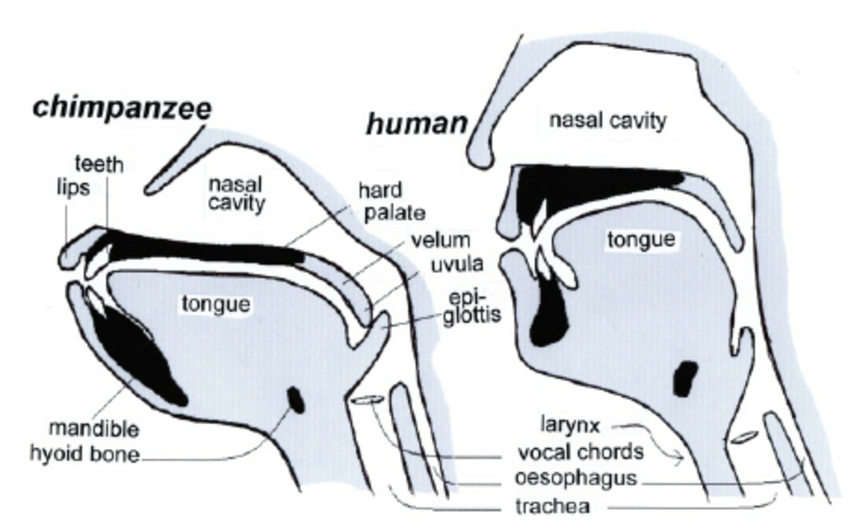 chimpanzee
human
nasal cavity
teeth
lips
nasal
cavity
hard
palate
velum
uvula
tongue
tongue
epi-
glottis
mandible
hyoid bone
larynx
vocal chords
oesophagus
trachea